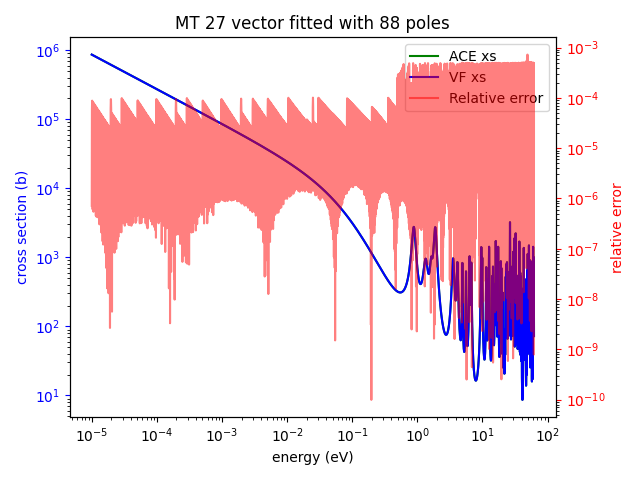 MT 27 vector fitted with 88 poles
ACE xs
VF xs
Relative error
cross section (b)
10^6
10^5
10^4
10^3
10^2
10^1
10^-3
10^-4
10^-5
10^-6
10^-7
10^-8
10^-9
10^-10
relative error
10^-5 10^-4 10^-3 10^-2 10^-1 10^0 10^1 10^2
energy (eV)